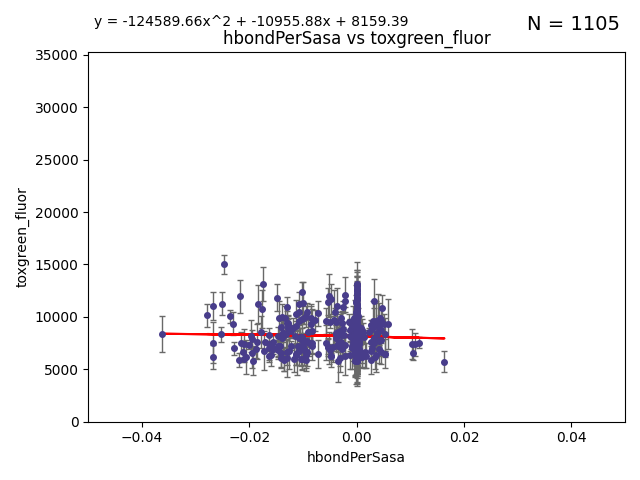 y = -124589.66x^2 + -10955.88x + 8159.39
N = 1105
hbondPerSasa vs toxgreen_fluor
35000
30000
25000
20000
15000
10000
5000
0
toxgreen_fluor
−0.04
−0.02
0.00
0.02
0.04
hbondPerSasa